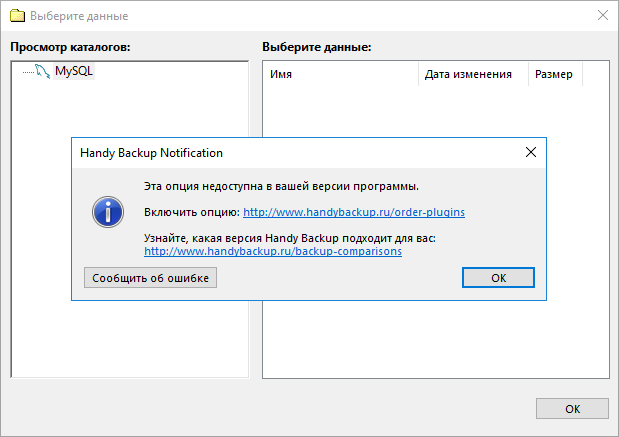 Выберите данные
Просмотр каталогов:
Выберите данные:
MySQL
Имя
Дата изменения
Размер
Handy Backup Notification
Эта опция недоступна в вашей версии программы.
Включить опцию: http://www.handybackup.ru/order-plugins
Узнайте, какая версия Handy Backup подходит для вас:
http://www.handybackup.ru/backup-comparisons
Сообщить об ошибке
OK
OK